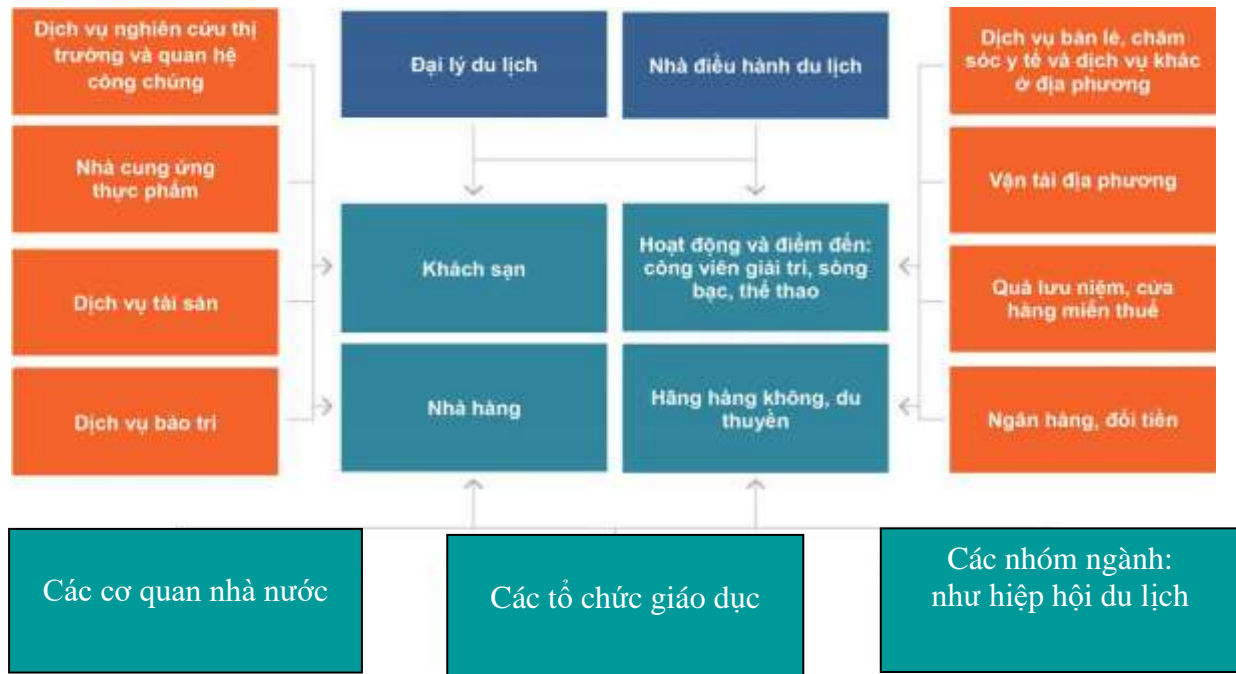 Dịch vụ nghiên cứu thị
trường và quan hệ
công chúng
Đại lý du lịch
Nhà điều hành du lịch
Dịch vụ bán lẻ, chăm
sóc y tế và dịch vụ khác
ở địa phương
Nhà cung ứng
thực phẩm
Vận tải địa phương
Khách sạn
Hoạt động và điểm đến:
công viên giải trí, sòng
bạc, thể thao
Dịch vụ tài sản
Quà lưu niệm, cửa
hàng miễn thuế
Dịch vụ bảo trì
Nhà hàng
Hãng hàng không, du
thuyền
Ngân hàng, đổi tiền
Các cơ quan nhà nước
Các tổ chức giáo dục
Các nhóm ngành:
như hiệp hội du lịch